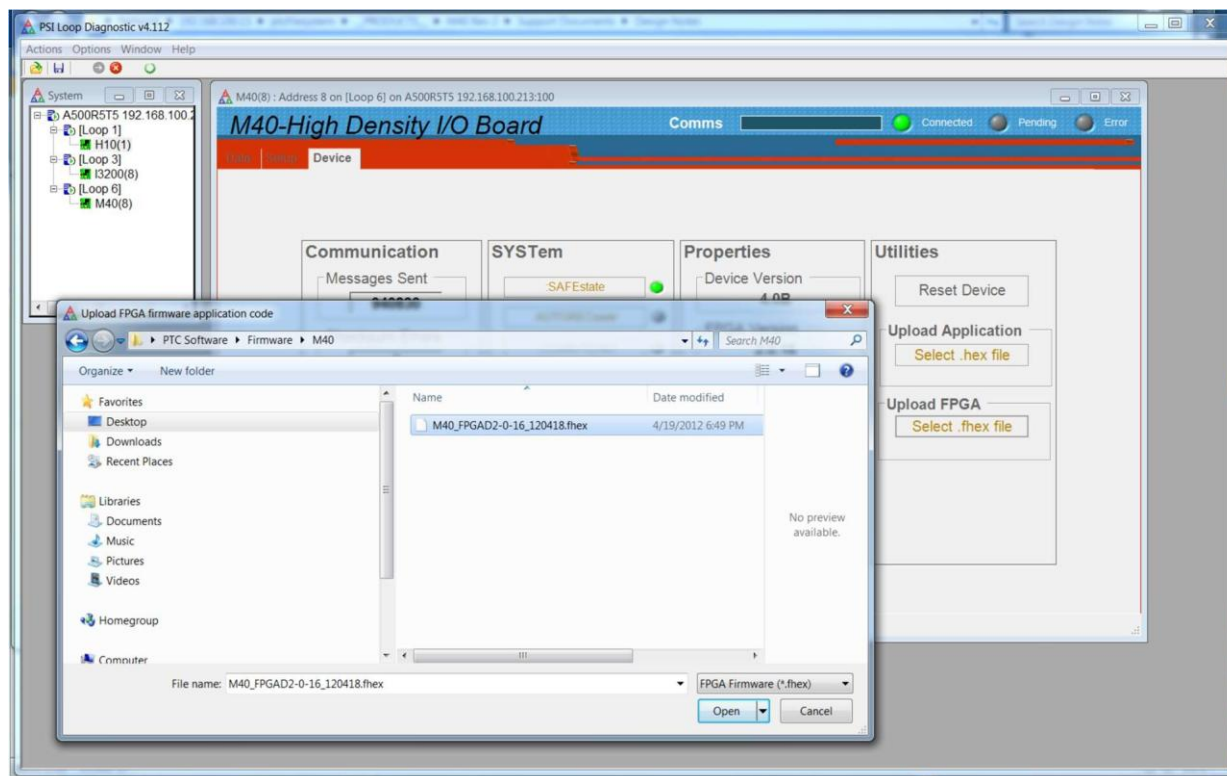 PSI Loop Diagnostic v4.112
Actions Options Window Help
System
A500R5T5 192.168.100.2
[Loop 1]
H10(1)
[Loop 3]
I3200(8)
[Loop 6]
M40(8)
M40(8) : Address 8 on [Loop 6] on A500R5T5 192.168.100.213:100
M40-High Density I/O Board
Comms
Connected
Pending
Error
Data Setup Device
Communication
Messages Sent
SYSTem
SAFEstate
Properties
Device Version
4.0B
Utilities
Reset Device
Upload Application
Select .hex file
Upload FPGA
Select .fhex file
Upload FPGA firmware application code
PTC Software Firmware M40
Search M40
Organize New folder
Favorites
Desktop
Downloads
Recent Places
Libraries
Documents
Music
Pictures
Videos
Homegroup
Computer
Name Date modified
M40_FPGAD2-0-16_120418.fhex 4/19/2012 6:49 PM
No preview
available.
File name: M40_FPGAD2-0-16_120418.fhex
FPGA Firmware (*.fhex)
Open Cancel